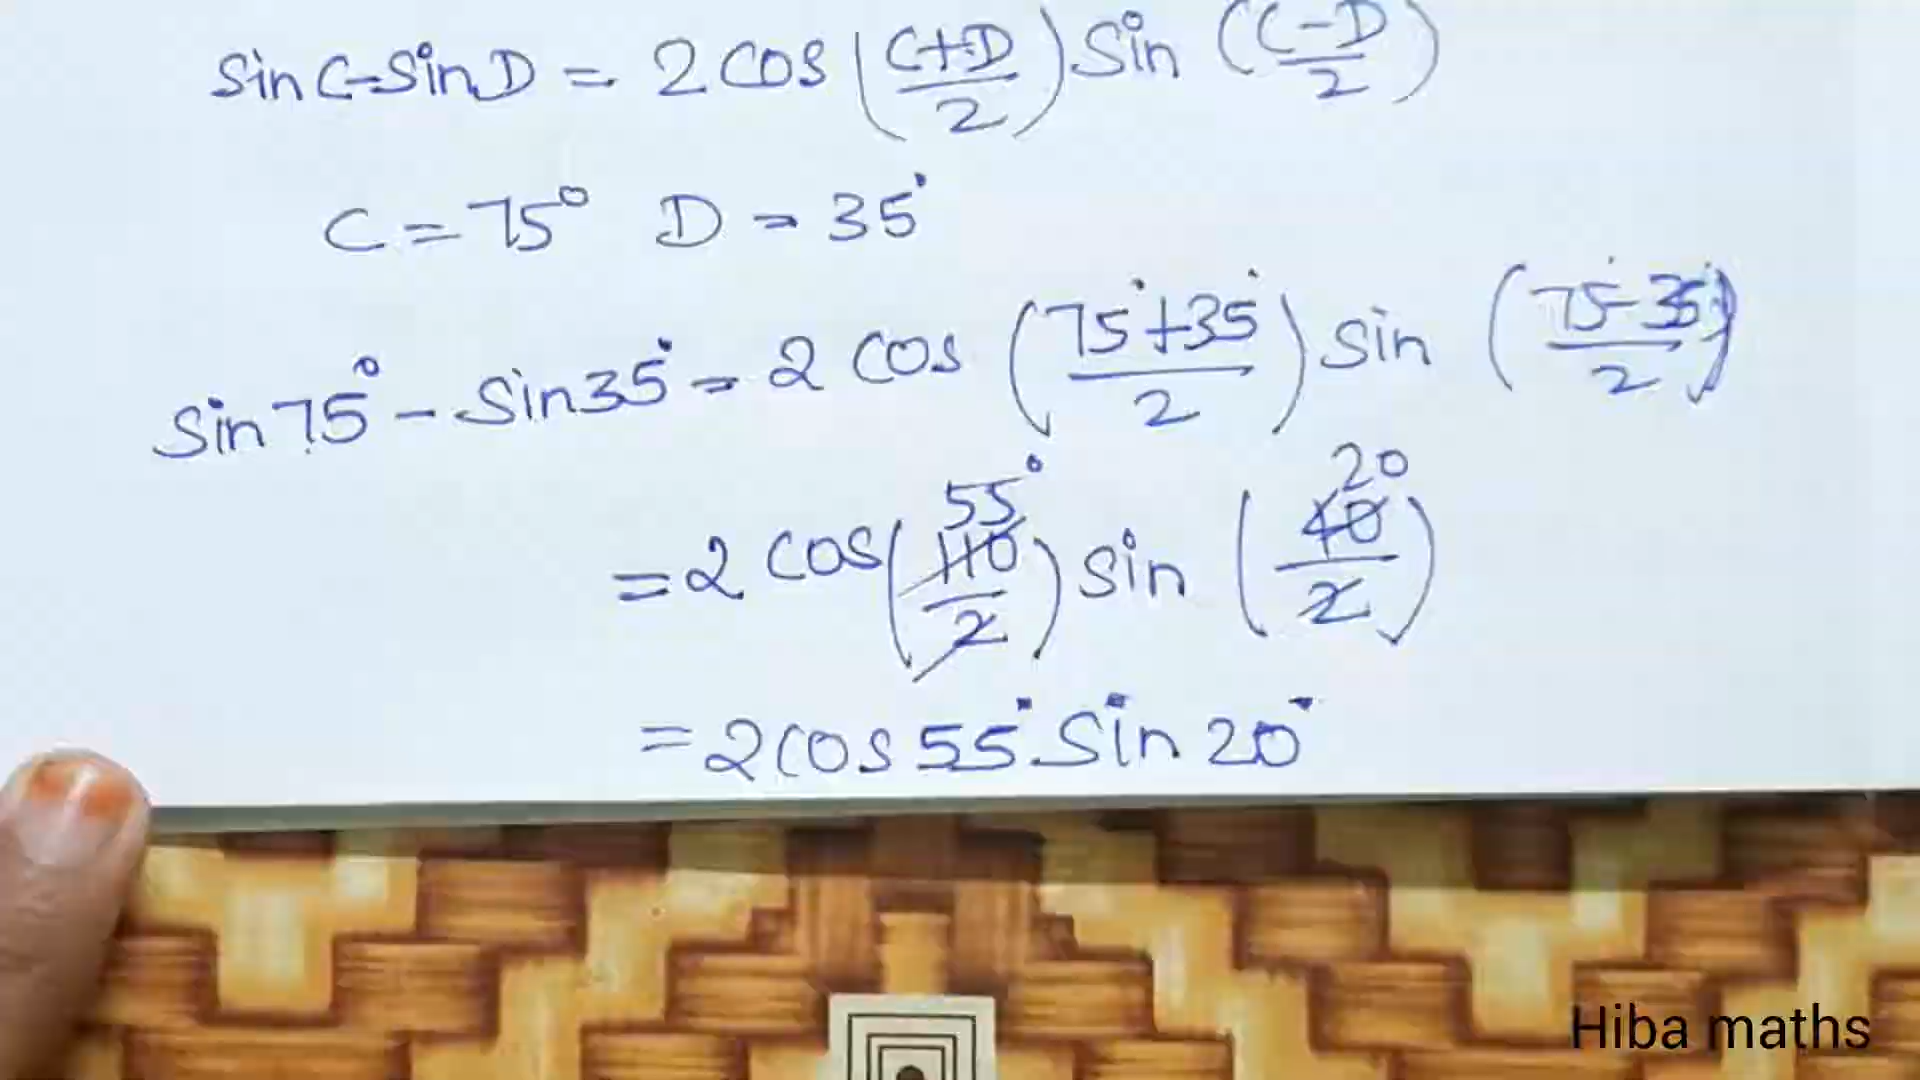 Sin C - Sin D = 2 cos (C+D/2) Sin (C-D/2)
C = 75° D = 35°
Sin 75° - Sin 35° = 2 cos (75°+35°/2) sin (75°-35°/2)
55° 20
= 2 cos (110/2) sin (40/2)
= 2 cos 55° Sin 20°
Hiba maths